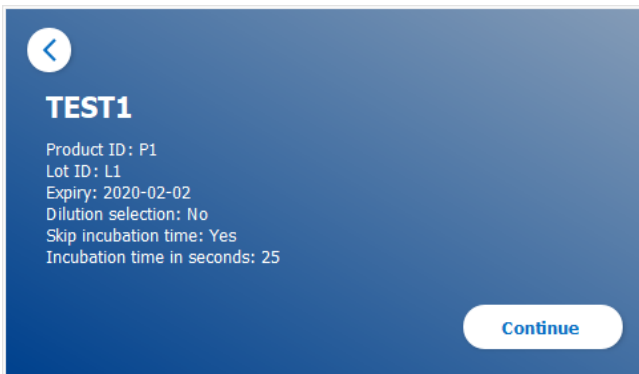 TEST1
Product ID: P1
Lot ID: L1
Expiry: 2020-02-02
Dilution selection: No
Skip incubation time: Yes
Incubation time in seconds: 25
Continue